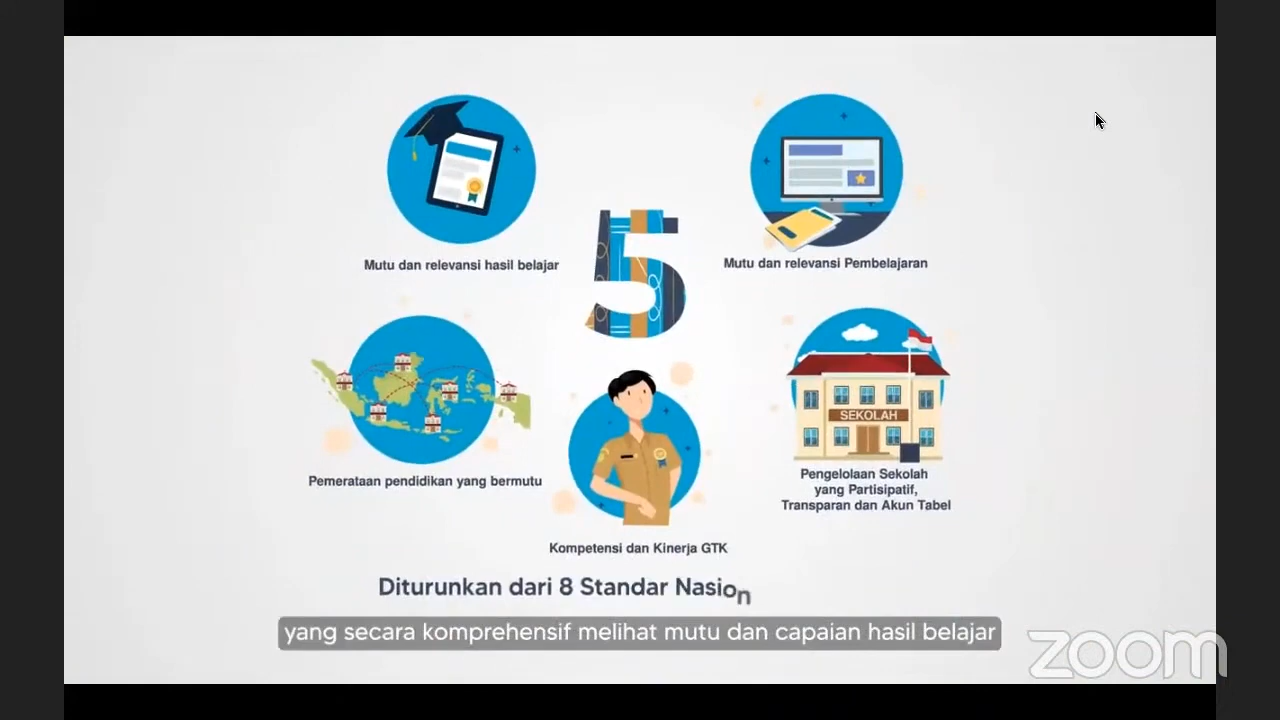 Mutu dan relevansi hasil belajar
5
Mutu dan relevansi Pembelajaran
Pemerataan pendidikan yang bermutu
SEKOLAH
Pengelolaan Sekolah
yang Partisipatif,
Transparan dan Akun Tabel
Kompetensi dan Kinerja GTK
Diturunkan dari 8 Standar Nasion
yang secara komprehensif melihat mutu dan capaian hasil belajar
zoom